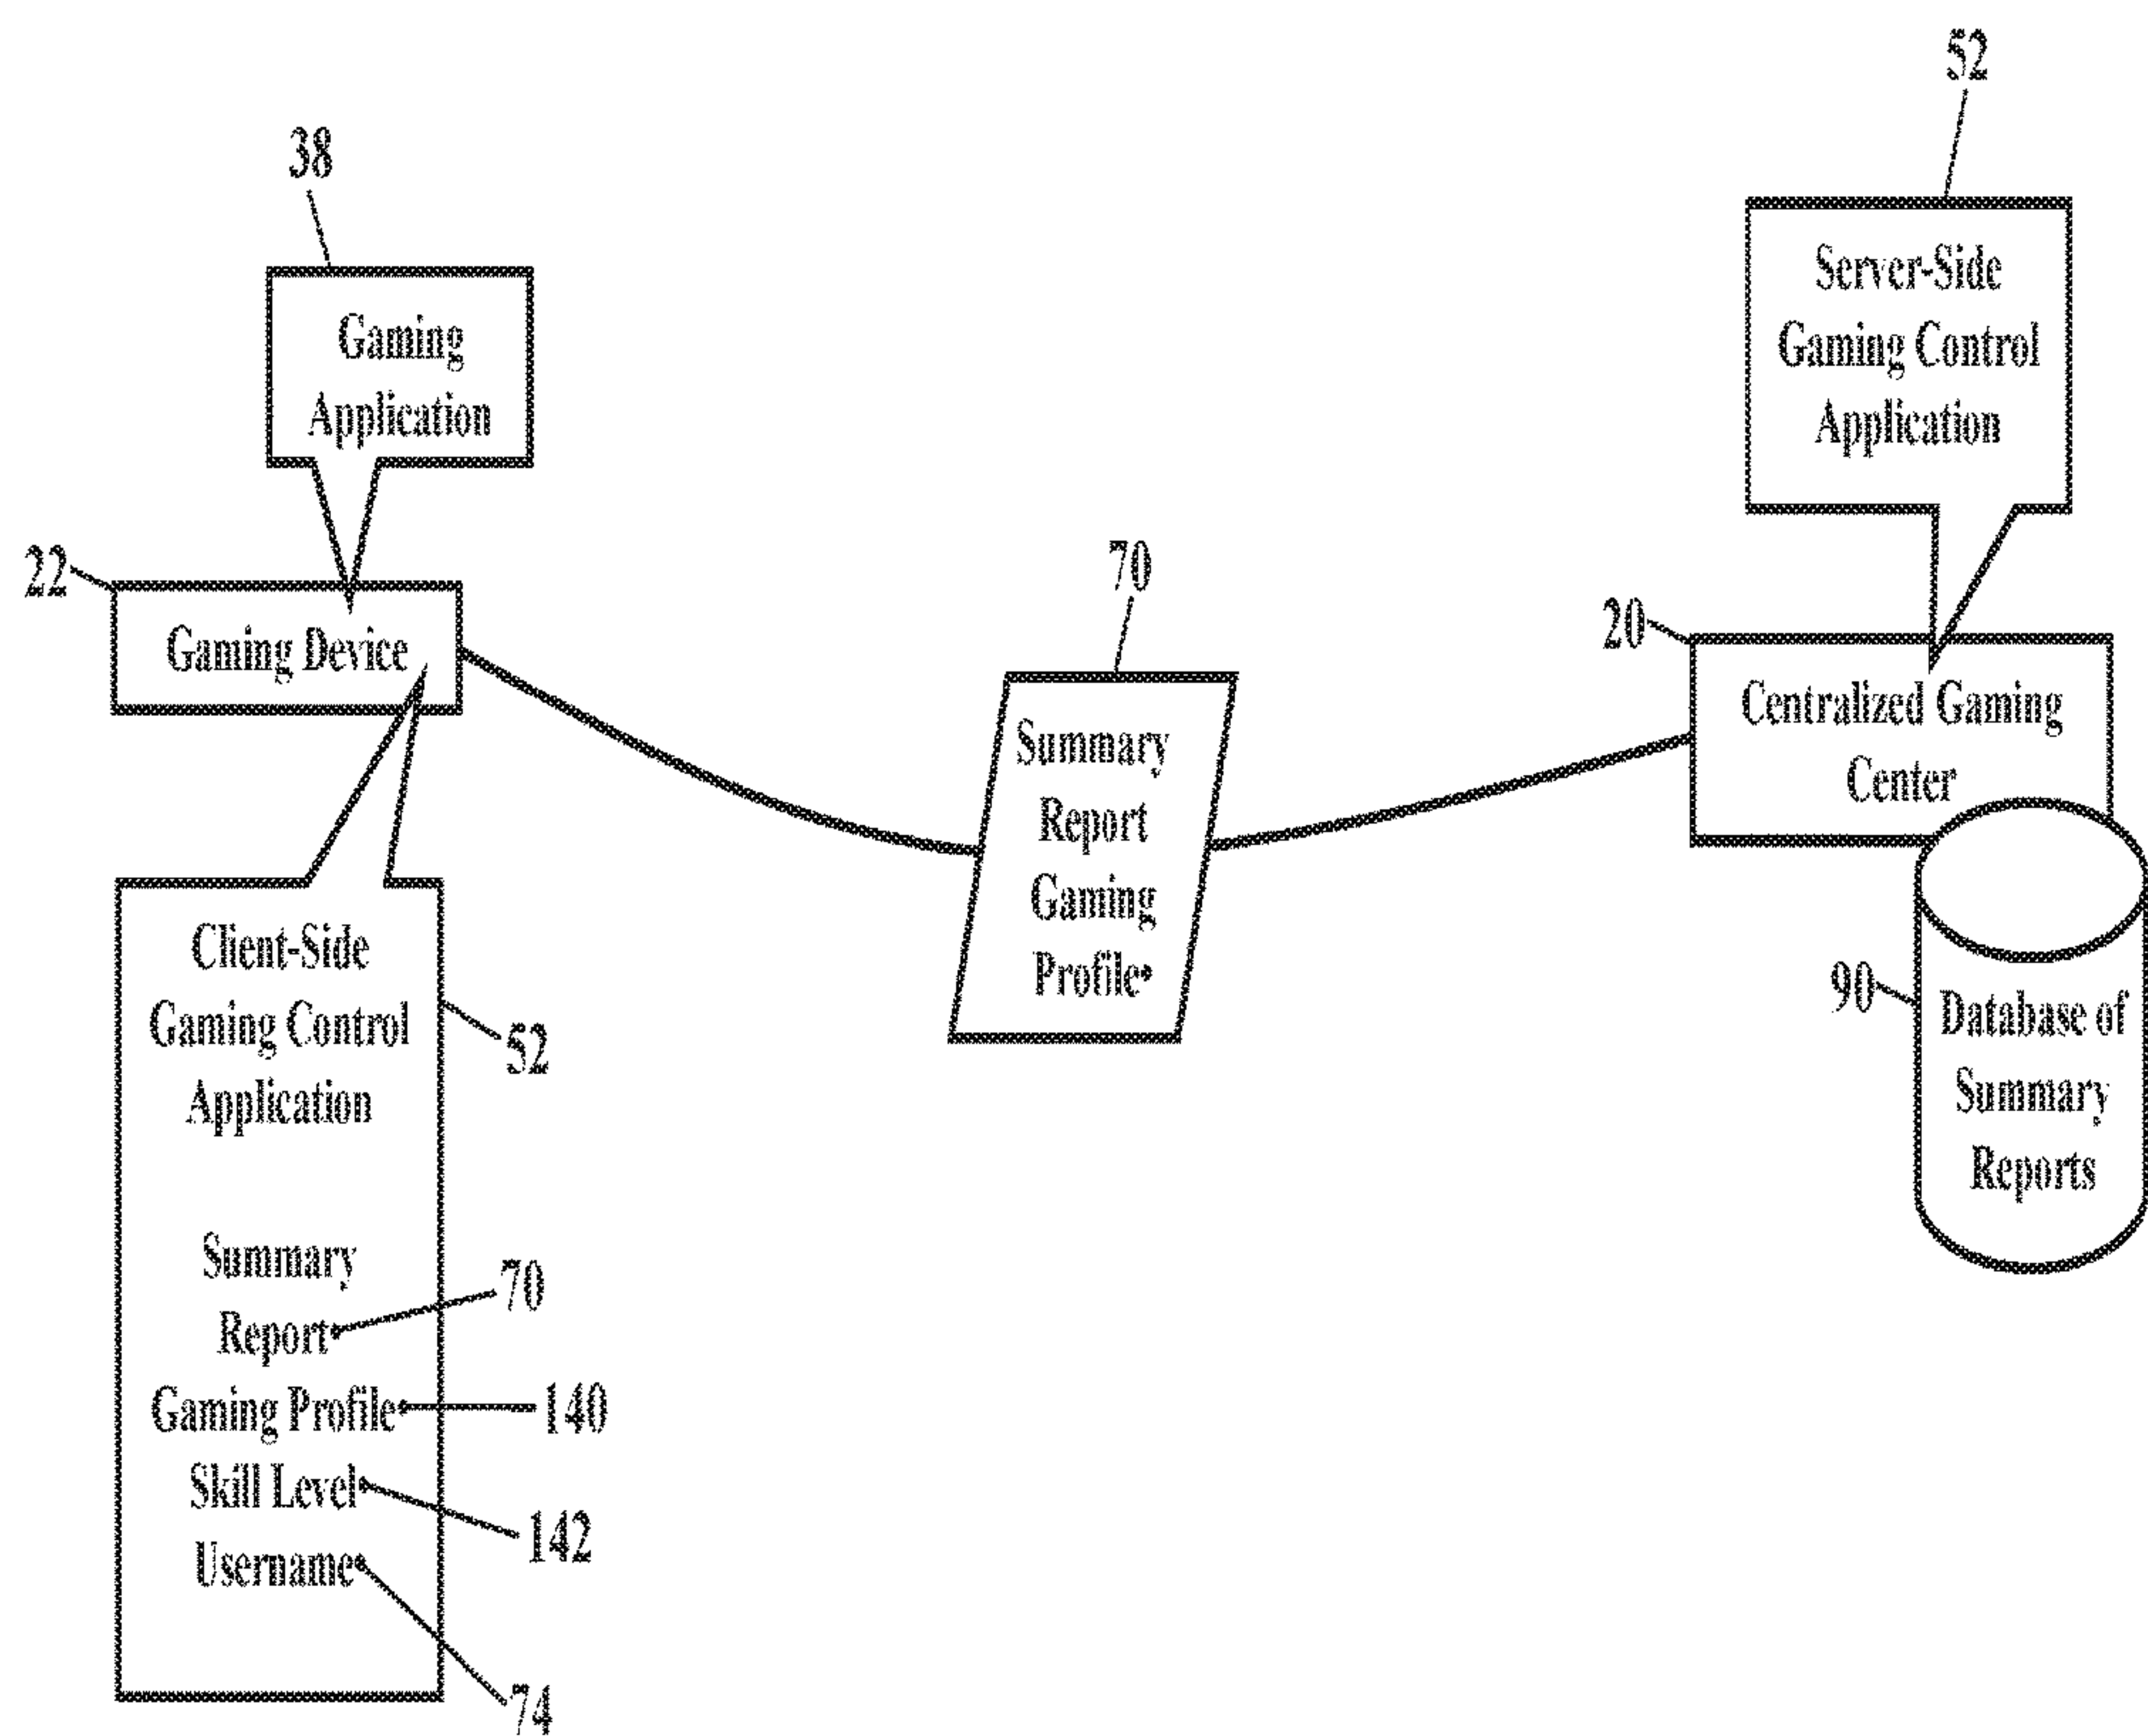 52
38
Server-Side
Gaming Control
Application
Gaming
Application
22
Gaming Device
70
20
Centralized Gaming
Center
Summary
Report
Gaming
Profile
Client-Side
Gaming Control
Application
52
90
Database of
Summary
Reports
Summary
Report
70
Gaming Profile
140
Skill Level
142
Username
74